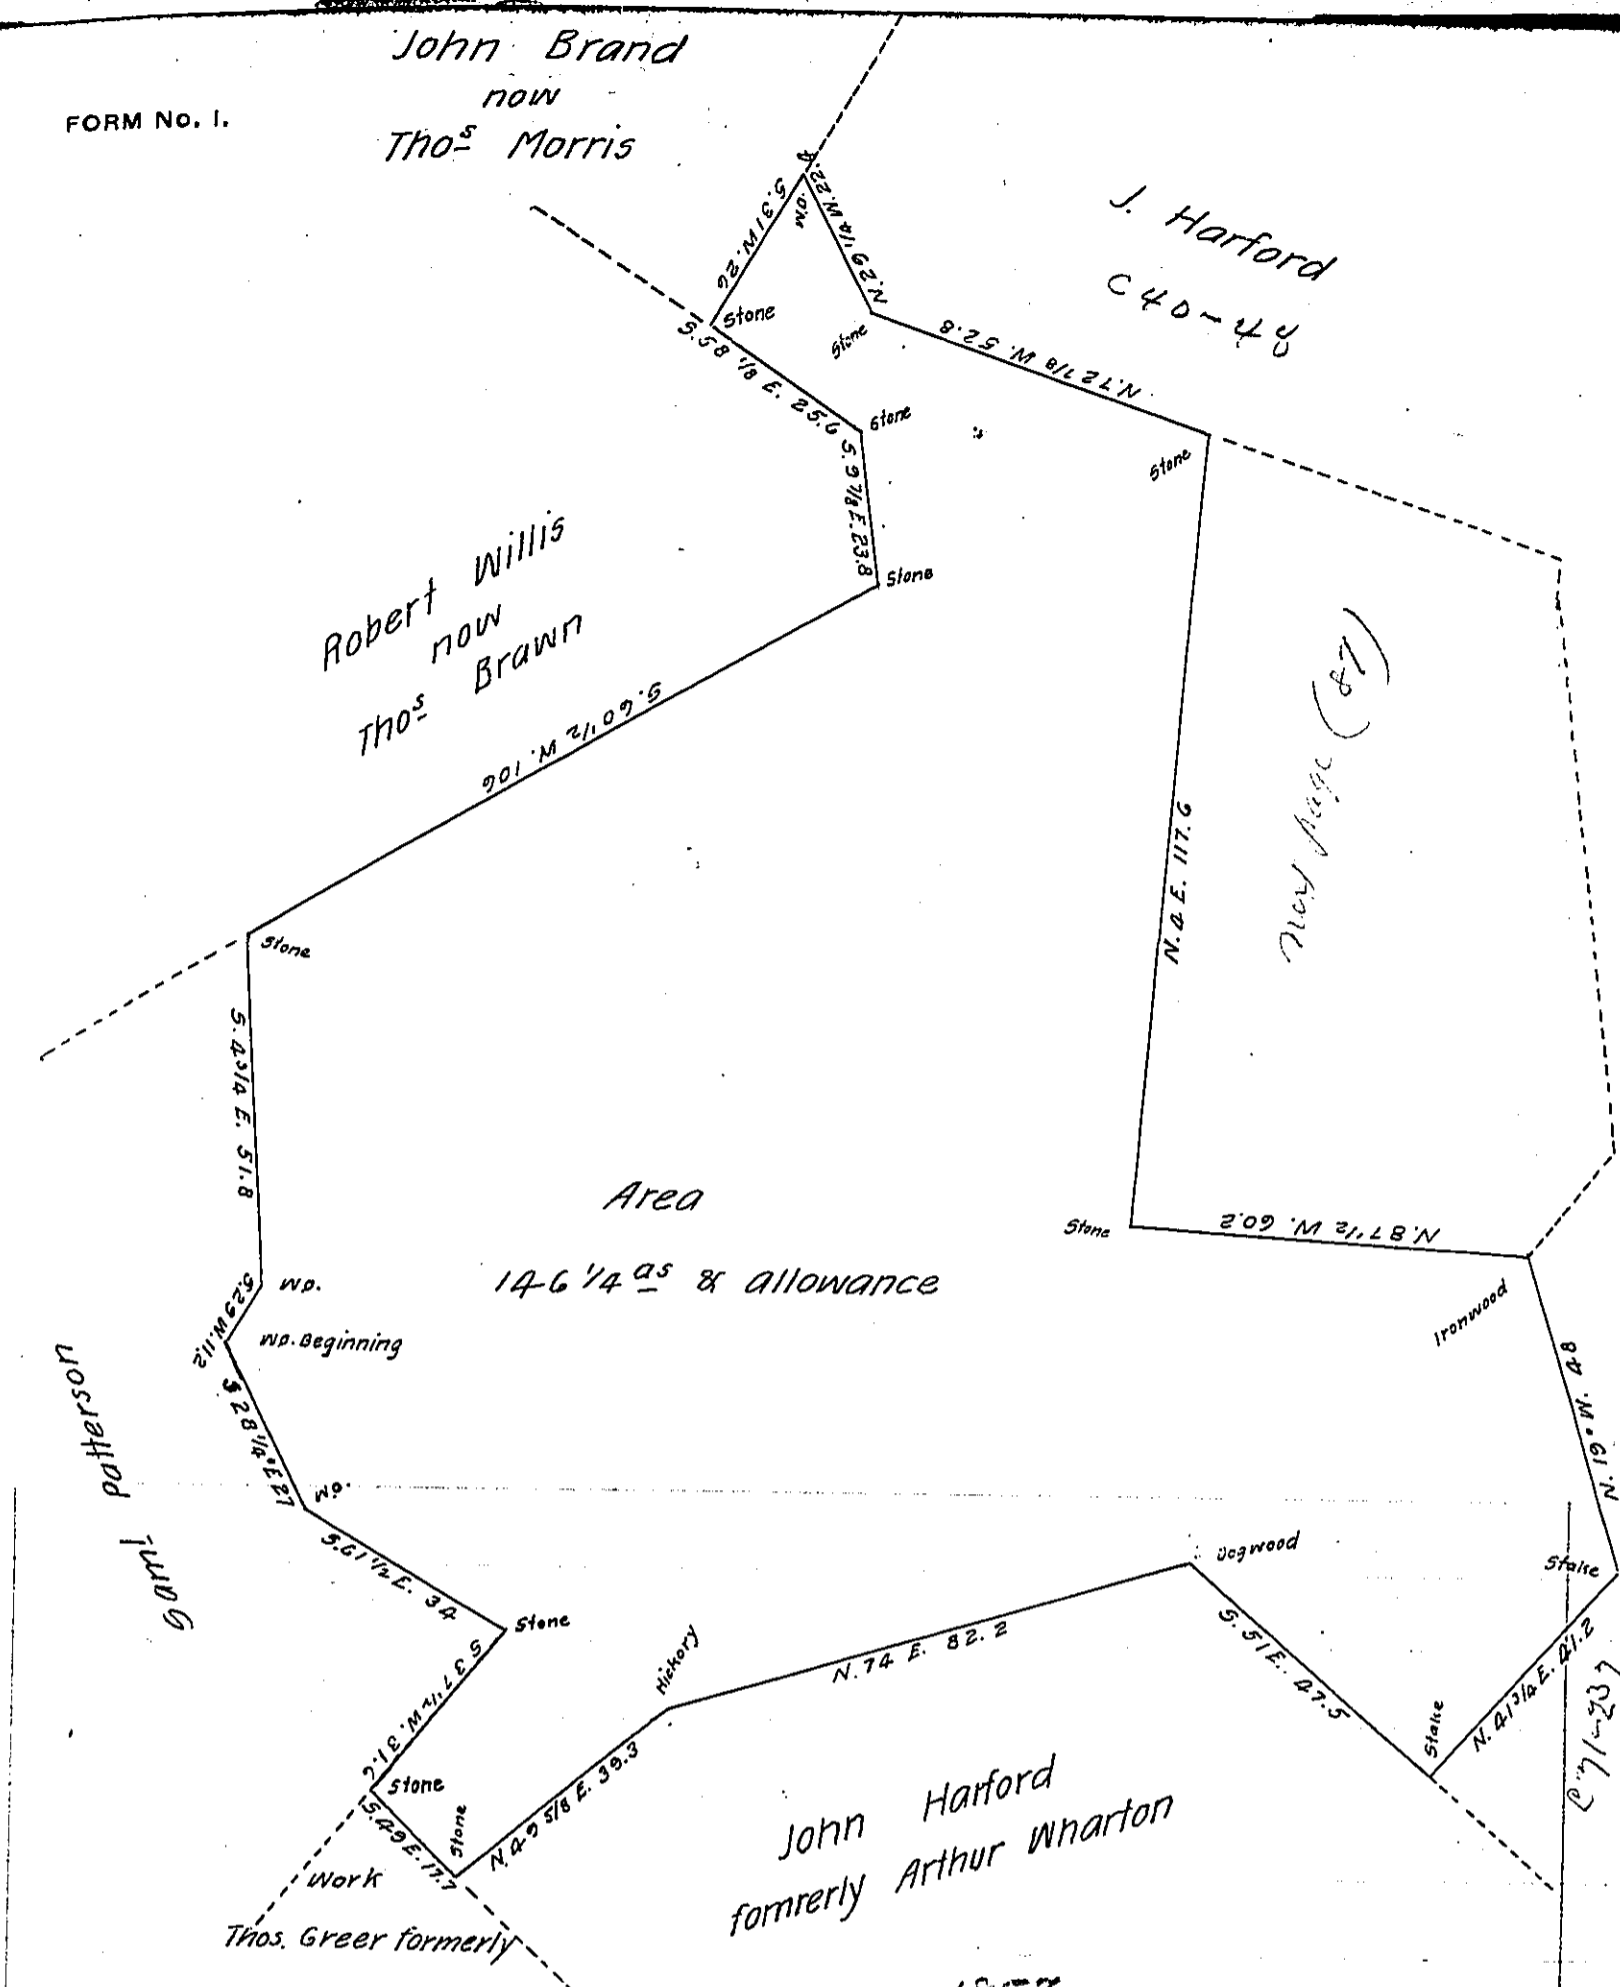 John Brand
now
Thos Morris
FORM No. 1.
J. Harford
C40-48
W.O.
S. 31 W. 26
N. 29 1/4 W. 22.
Stone
Stone
S. 58 1/8 E. 25.6
N. 72 7/8 W. 52.8
Stone
Stone
S. 9 7/8 E. 23.8
Stone
Robert Willis
now
Thos Brawn
S. 60 1/2 W. 106
N. 4 E. 117.6
Stone
S. 4 3/4 E. 51.8
Area
146 1/4 as & allowance
Stone
N. 87 1/2 W. 60.2
Ironwood
W.O.
S. 29 W. 11.2
W.O. Beginning
S. 28 1/4° E 27
W.O.
Saml Patterson
N. 19° W. 48
S. 61 1/2 E. 34
Stone
Dogwood
Stake
Hickory
N. 74 E. 82.2
S. 51 E. 47.5
N. 41 3/4 E. 41.2
Stake
S 37 1/2 W. 31.6
Stone
Stone
S. 49 E. 17.7
N. 49 5/8 E. 39.3
John Harford
fomrerly Arthur Wharton
Work
Thos. Greer formerly